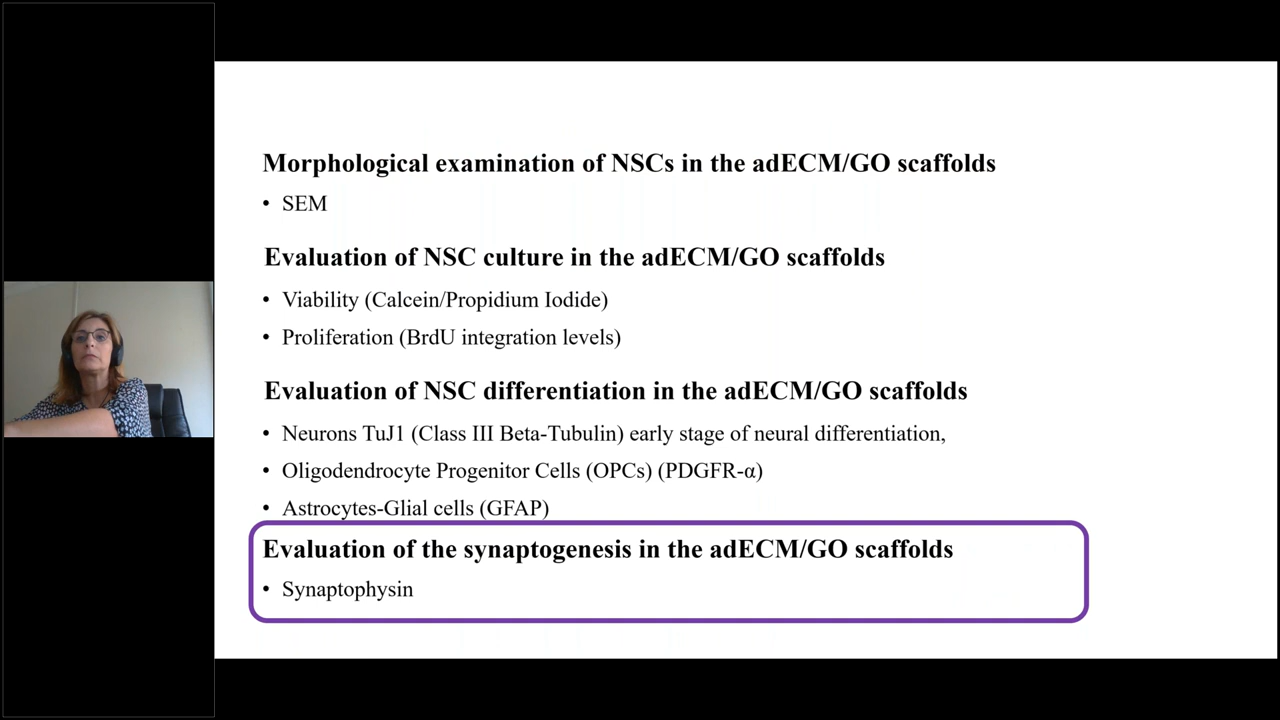 Morphological examination of NSCs in the adECM/GO scaffolds
• SEM
Evaluation of NSC culture in the adECM/GO scaffolds
• Viability (Calcein/Propidium Iodide)
• Proliferation (BrdU integration levels)
Evaluation of NSC differentiation in the adECM/GO scaffolds
• Neurons TuJ1 (Class III Beta-Tubulin) early stage of neural differentiation,
• Oligodendrocyte Progenitor Cells (OPCs) (PDGFR-α)
• Astrocytes-Glial cells (GFAP)
Evaluation of the synaptogenesis in the adECM/GO scaffolds
• Synaptophysin